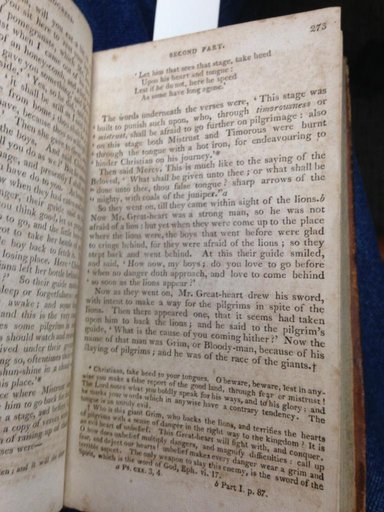 273
SECOND PART.
' Let him that sees that stage, take heed
Upon his heart and tongue;
Lest if he do not, here he speed
As some have long agone.'
The words underneath the verses were, ' This stage was
' built to punish such upon, who, through timorousness or
' mistrust, shall be afraid to go further on pilgrimage: also
' on this stage both Mistrust and Timorous were burnt
' through the tongue with a hot iron, for endeavouring to
' hinder Christian on his journey.'*
Then said Mercy, This is much like to the saying of the
Beloved, ' What shall be given unto thee; or what shall be
' done unto thee, thou false tongue? sharp arrows of the
' mighty, with coals of the juniper.'a
So they went on, till they came within sight of the lions.b
Now Mr. Great-heart was a strong man, so he was not
afraid of a lion: but yet when they were come up to the place
where the lions were, the boys that went before were glad
to cringe behind, for they were afraid of the lions; so they
stept back and went behind. At this their guide smiled,
and said, ' How now, my boys; do you love to go before
' when no danger doth approach, and love to come behind
' so soon as the lions appear?'
Now as they went on, Mr. Great-heart drew his sword,
with intent to make a way for the pilgrims in spite of the
lions. Then there appeared one, that it seems had taken
upon him to back the lions; and he said to the pilgrim's
guide, ' What is the cause of you coming hither?' Now the
name of that man was Grim, or Bloody-man, because of his
slaying of pilgrims; and he was of the race of the giants.†
* Christian, take heed to your tongues. O beware, beware, lest in any-
wise you make a false report of the good land, through fear or mistrust!
The Lord notes what you boldly speak for his ways, and of his glory; and
he marks your words which in anywise have a contrary tendency. The
tongue is an unruly evil.
† Who is this giant Grim, who backs the lions, and terrifies the hearts
of pilgrims with a sense of danger in the right way to the kingdom? It is
an evil heart of unbelief. This Great-heart will fight with, and conquer.
O how does unbelief multiply dangers, and magnify difficulties; call up
fear, and deject our hearts! unbelief makes every danger wear a grim and
horrid aspect. The only weapon to slay this enemy, is the sword of the
Spirit, which is the word of God, Eph. vi. 17.
a Ps. cxx. 3, 4.
b Part I. p. 87.